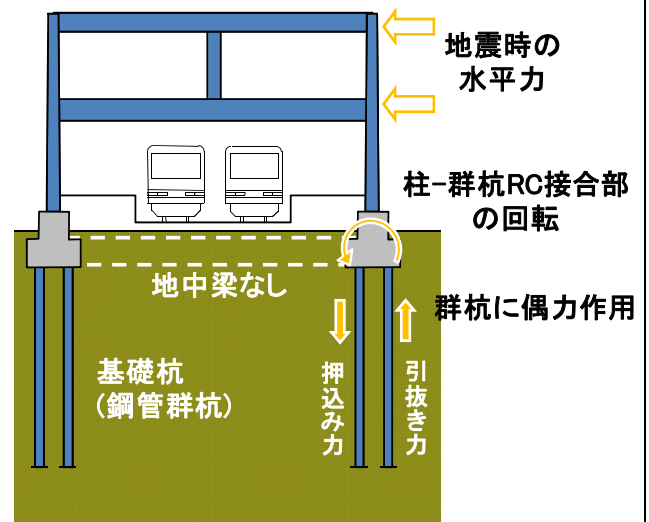 地震時の
水平力
柱-群杭RC接合部
の回転
地中梁なし
群杭に偶力作用
基礎杭
(鋼管群杭)
押込み力
引抜き力